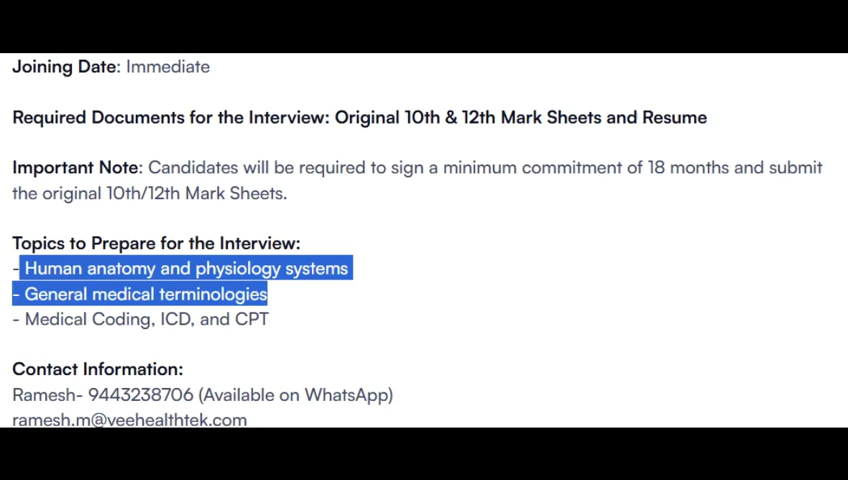 Joining Date: Immediate
Required Documents for the Interview: Original 10th & 12th Mark Sheets and Resume
Important Note: Candidates will be required to sign a minimum commitment of 18 months and submit
the original 10th/12th Mark Sheets.
Topics to Prepare for the Interview:
- Human anatomy and physiology systems
- General medical terminologies
- Medical Coding, ICD, and CPT
Contact Information:
Ramesh- 9443238706 (Available on WhatsApp)
ramesh.m@veehealthtek.com